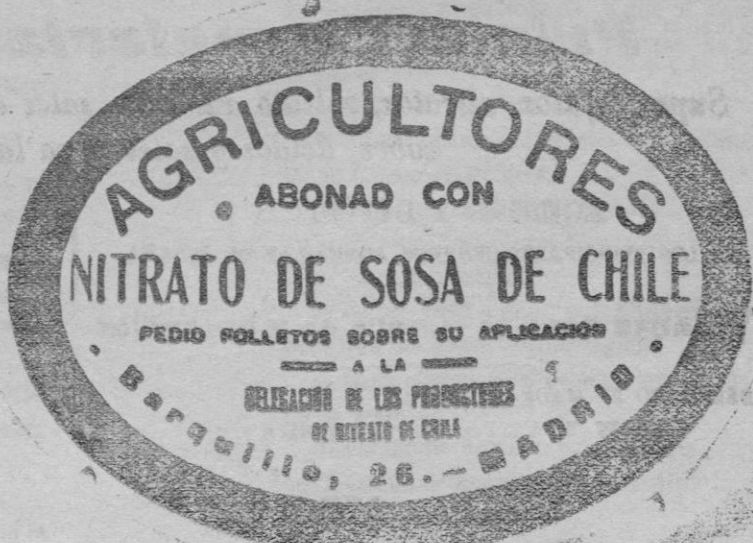 AGRICULTORES
ABONAD CON
NITRATO DE SOSA DE CHILE
PEDID FOLLETOS SOBRE SU APLICACIÓN
A LA
DELEGACIÓN DE LOS PRODUCTORES
DE NITRATO DE CHILE
Barquillo, 26.—MADRID